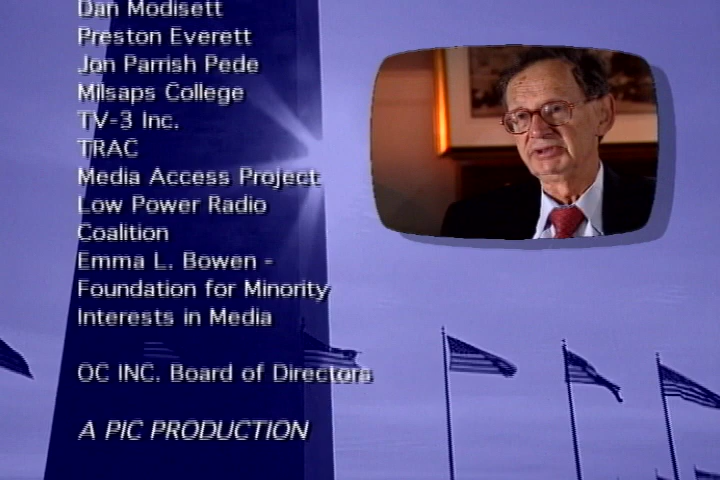 Dan Modisett
Preston Everett
Jon Parrish Pede
Milsaps College
TV-3 Inc.
TRAC
Media Access Project
Low Power Radio
Coalition
Emma L. Bowen -
Foundation for Minority
Interests in Media
OC INC. Board of Directors
A PIC PRODUCTION